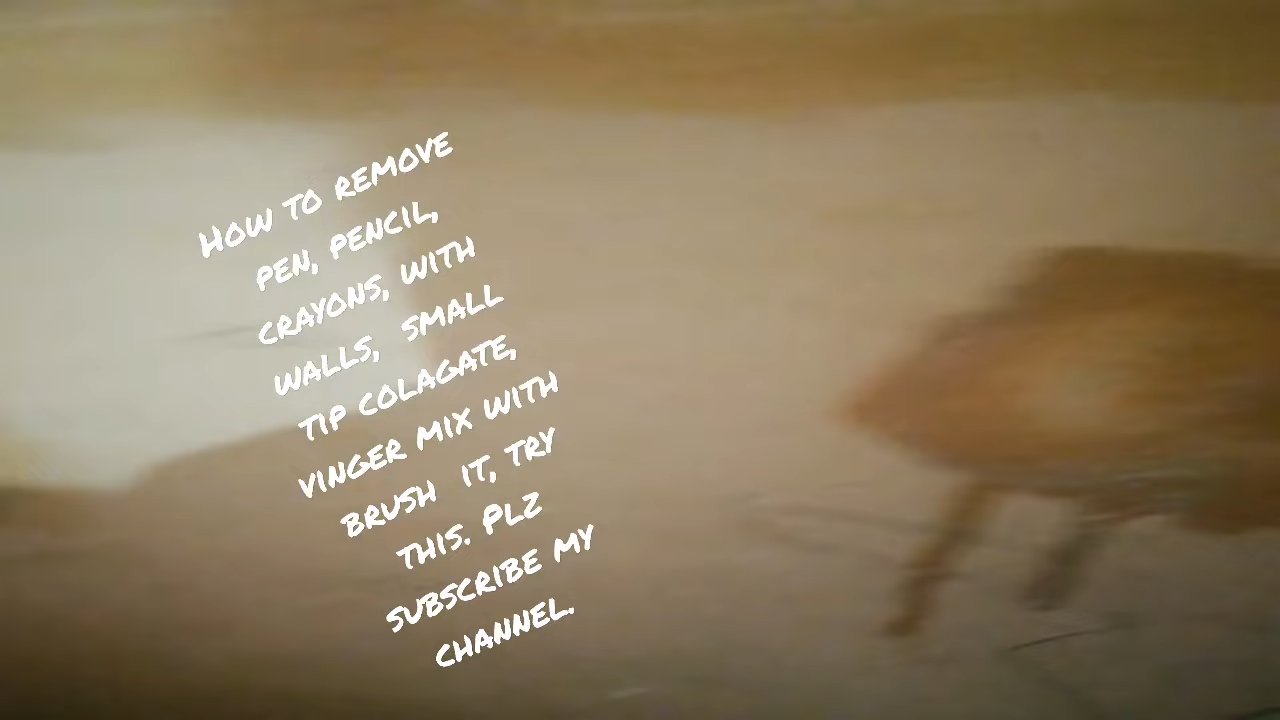 How to remove
pen, pencil,
crayons, with
walls, small
tip colagate,
vinger mix with
brush it, try
this. Plz
subscribe my
channel.